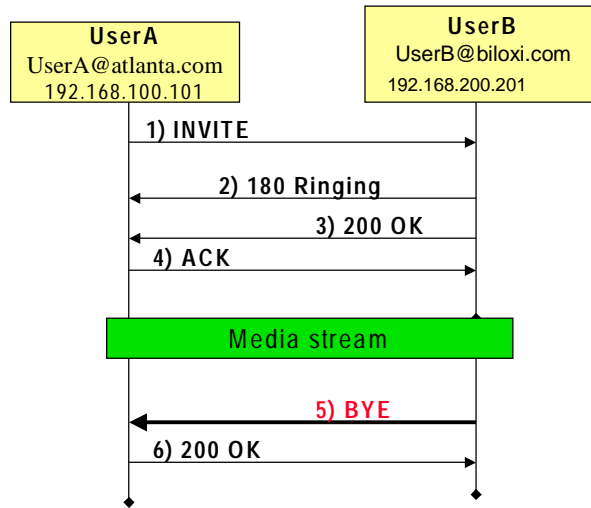 UserA
UserA@atlanta.com
192.168.100.101
UserB
UserB@biloxi.com
192.168.200.201
1) INVITE
2) 180 Ringing
3) 200 OK
4) ACK
Media stream
5) BYE
6) 200 OK